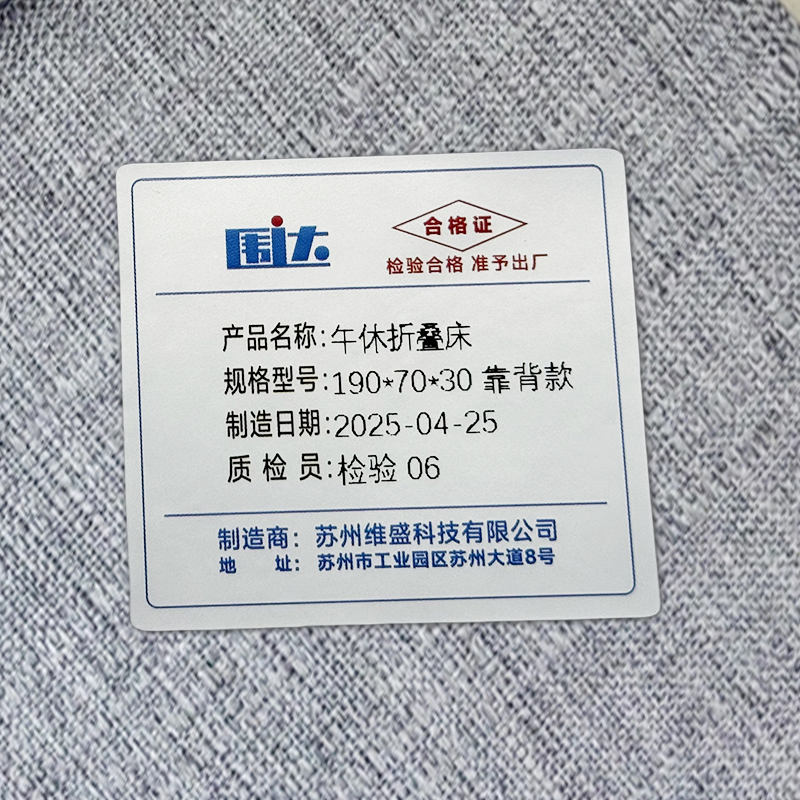 围达
合格证
检验合格 准予出厂
产品名称:午休折叠床
规格型号:190*70*30 靠背款
制造日期:2025-04-25
质 检 员:检验 06
制造商:苏州维盛科技有限公司
地 址:苏州市工业园区苏州大道8号